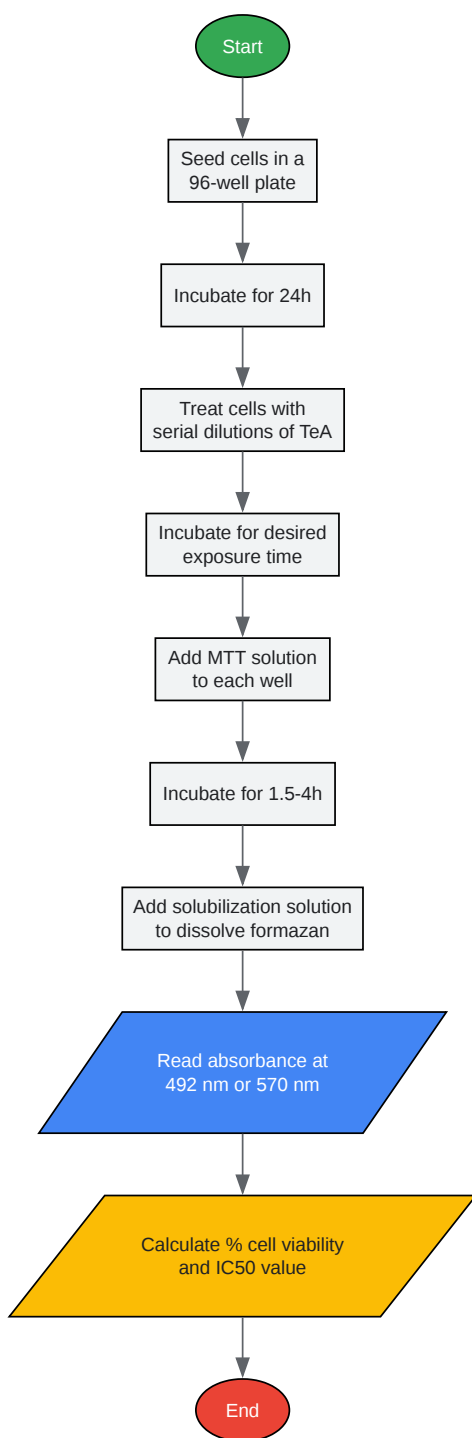 Start
Seed cells in a
96-well plate
Incubate for 24h
Treat cells with
serial dilutions of TeA
Incubate for desired
exposure time
Add MTT solution
to each well
Incubate for 1.5-4h
Add solubilization solution
to dissolve formazan
Read absorbance at
492 nm or 570 nm
Calculate % cell viability
and IC50 value
End